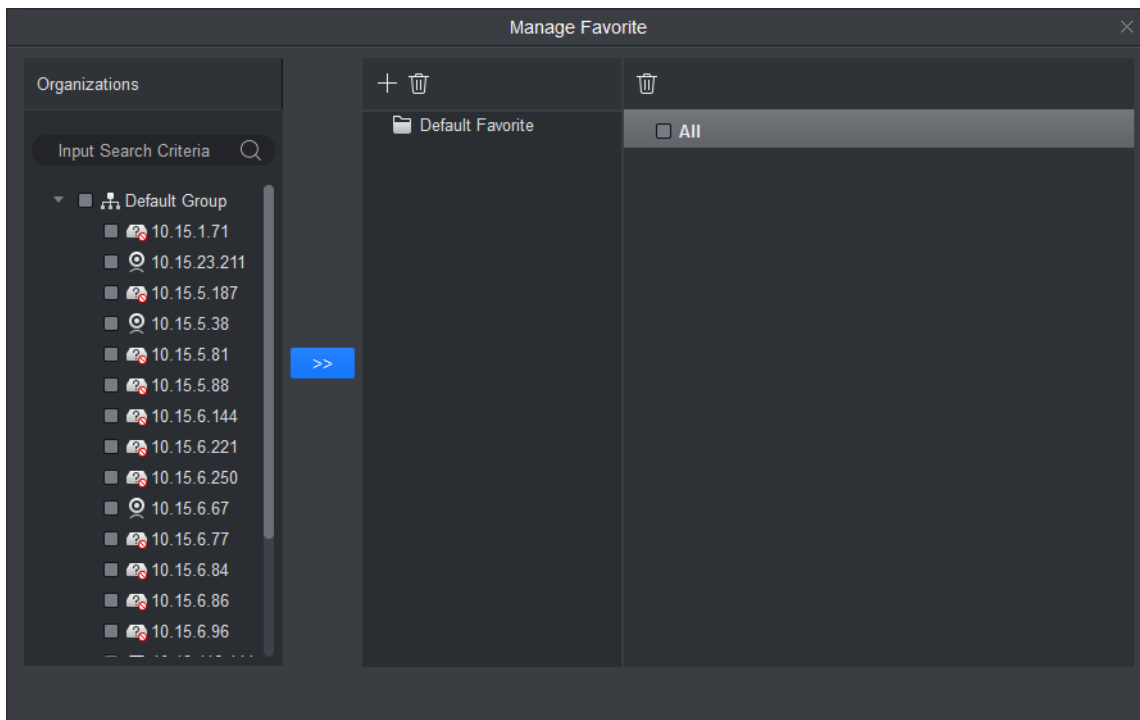 Manage Favorite
Organizations
Input Search Criteria
Default Group
10.15.1.71
10.15.23.211
10.15.5.187
10.15.5.38
10.15.5.81
10.15.5.88
10.15.6.144
10.15.6.221
10.15.6.250
10.15.6.67
10.15.6.77
10.15.6.84
10.15.6.86
10.15.6.96
>>
Default Favorite
All